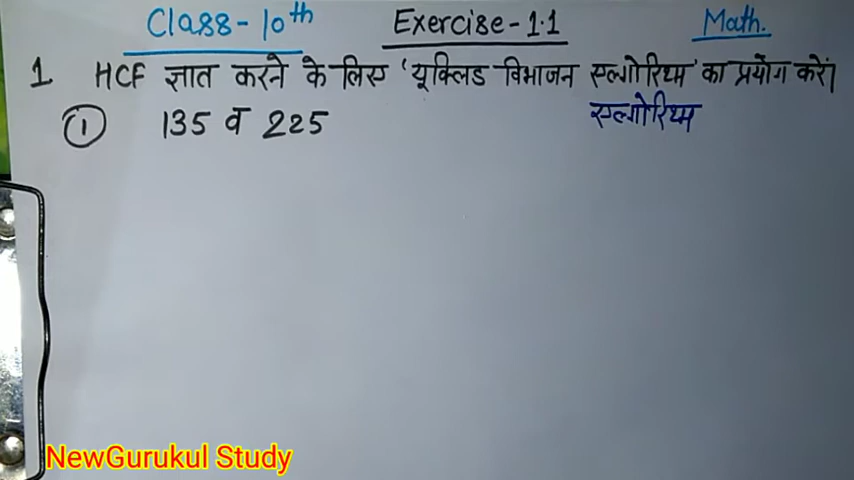 Class- 10th Exercise- 1.1 Math.
1 HCF ज्ञात करने के लिए 'यूक्लिड विभाजन एल्गोरिथ्म' का प्रयोग करें।
① 135 व 225 एल्गोरिथ्म
NewGurukul Study